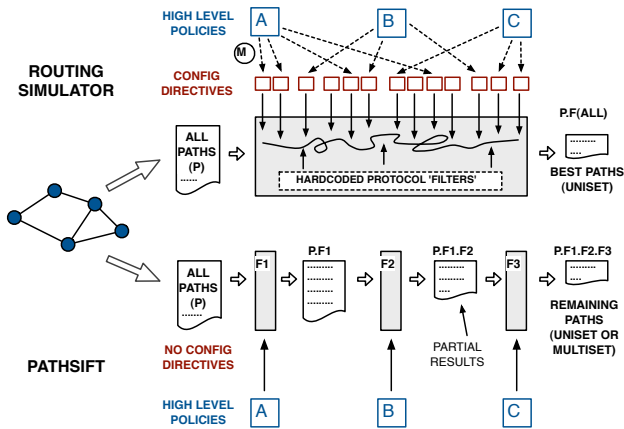 HIGH LEVEL
POLICIES
A
B
C
M
ROUTING
SIMULATOR
CONFIG
DIRECTIVES
ALL
PATHS
(P)
......
HARDCODED PROTOCOL 'FILTERS'
P.F(ALL)
.........
....
BEST PATHS
(UNISET)
ALL
PATHS
(P)
.......
F1
P.F1
.........
.........
.........
.........
F2
P.F1.F2
.........
.........
....
F3
P.F1.F2.F3
.........
....
REMAINING
PATHS
(UNISET OR
MULTISET)
PARTIAL
RESULTS
NO CONFIG
DIRECTIVES
PATHSIFT
HIGH LEVEL
POLICIES
A
B
C